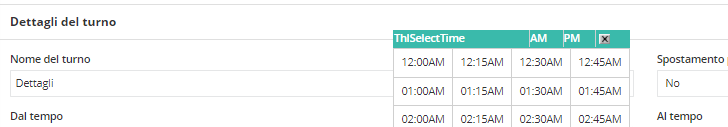 Dettagli del turno
ThlSelectTime AM PM x
12:00AM 12:15AM 12:30AM 12:45AM
Nome del turno
Spostamento
Dettagli
01:00AM 01:15AM 01:30AM 01:45AM
No
Dal tempo
02:00AM 02:15AM 02:30AM 02:45AM
Al tempo